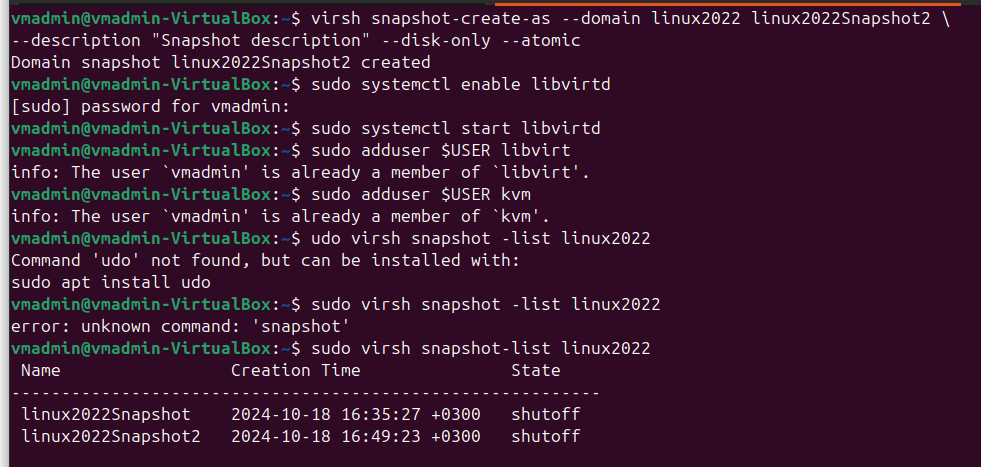 vmadmin@vmadmin-VirtualBox:~$ virsh snapshot-create-as --domain linux2022 linux2022Snapshot2 \
--description "Snapshot description" --disk-only --atomic
Domain snapshot linux2022Snapshot2 created
vmadmin@vmadmin-VirtualBox:~$ sudo systemctl enable libvirtd
[sudo] password for vmadmin:
vmadmin@vmadmin-VirtualBox:~$ sudo systemctl start libvirtd
vmadmin@vmadmin-VirtualBox:~$ sudo adduser $USER libvirt
info: The user `vmadmin' is already a member of `libvirt'.
vmadmin@vmadmin-VirtualBox:~$ sudo adduser $USER kvm
info: The user `vmadmin' is already a member of `kvm'.
vmadmin@vmadmin-VirtualBox:~$ udo virsh snapshot -list linux2022
Command 'udo' not found, but can be installed with:
sudo apt install udo
vmadmin@vmadmin-VirtualBox:~$ sudo virsh snapshot -list linux2022
error: unknown command: 'snapshot'
vmadmin@vmadmin-VirtualBox:~$ sudo virsh snapshot-list linux2022
 Name                 Creation Time               State
-----------------------------------------------------------
 linux2022Snapshot    2024-10-18 16:35:27 +0300   shutoff
 linux2022Snapshot2   2024-10-18 16:49:23 +0300   shutoff